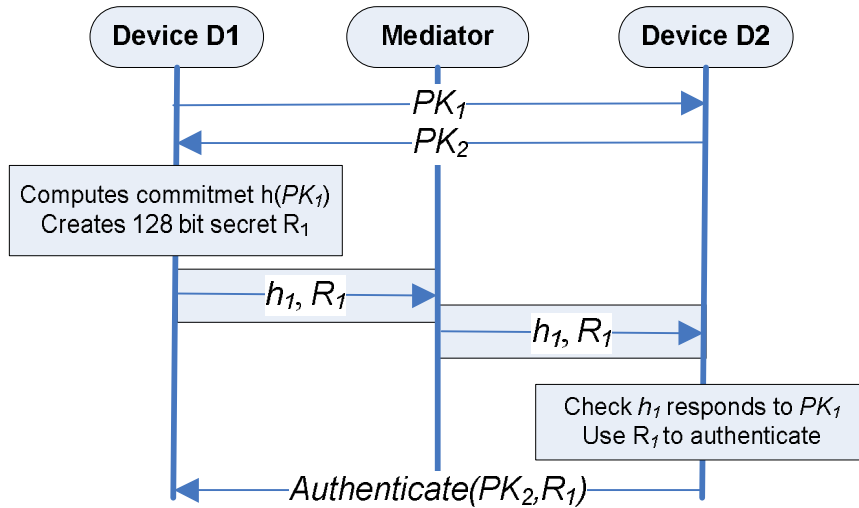 Device D1
Mediator
Device D2
PK₁
PK₂
Computes commitmet h(PK₁)
Creates 128 bit secret R₁
h₁, R₁
h₁, R₁
Check h₁ responds to PK₁
Use R₁ to authenticate
Authenticate(PK₂,R₁)